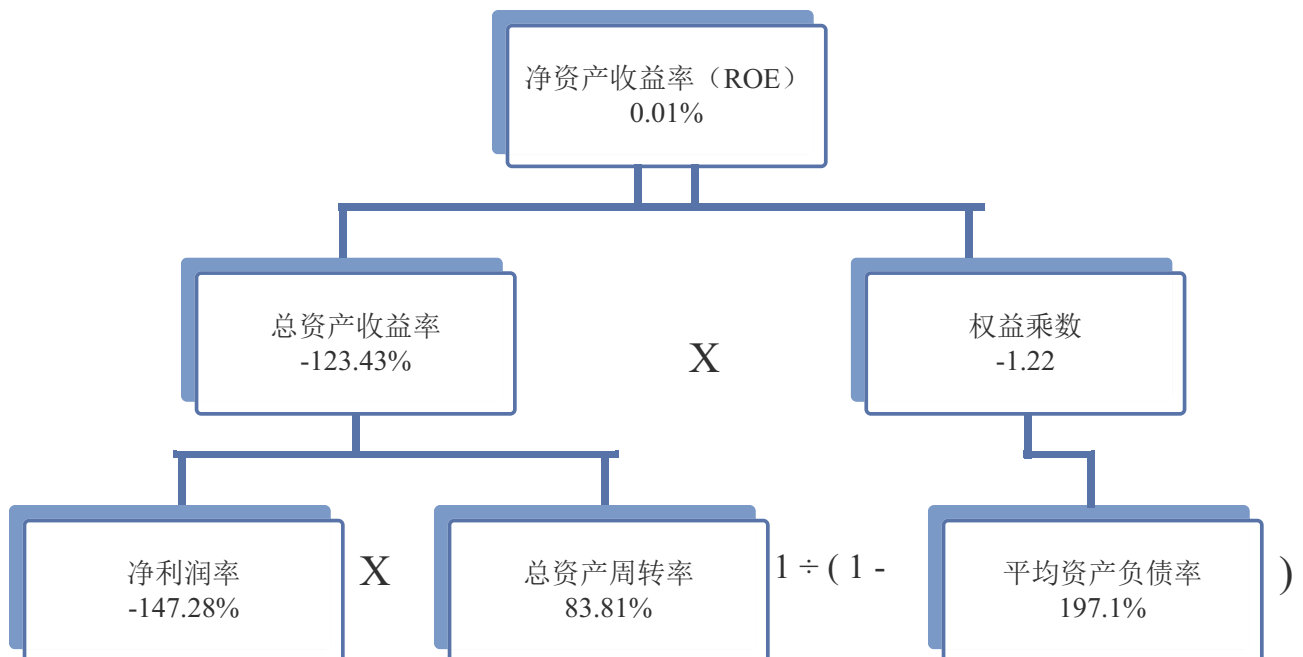 净资产收益率（ROE）
0.01%
总资产收益率
-123.43%
X
权益乘数
-1.22
净利润率
-147.28%
X
总资产周转率
83.81%
1 ÷ ( 1 -
平均资产负债率
197.1%
)